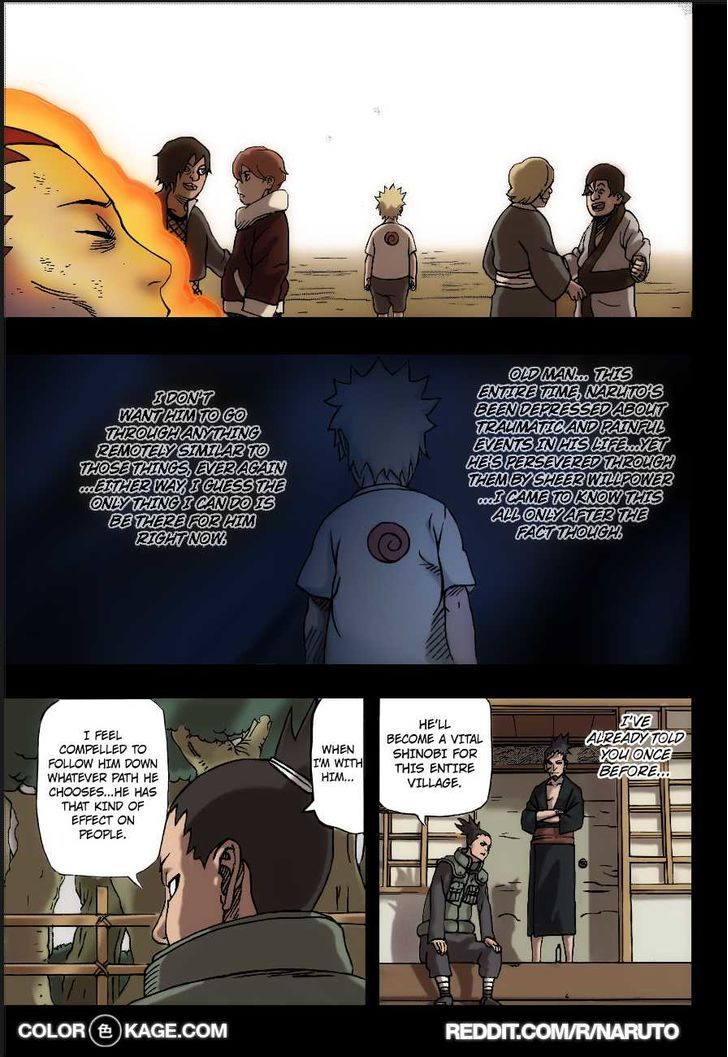 OLD MAN... THIS
ENTIRE TIME, NARUTO'S
BEEN DEPRESSED ABOUT
TRAUMATIC AND PAINFUL
EVENTS IN HIS LIFE...YET
HE'S PERSEVERED THROUGH
THEM BY SHEER WILLPOWER
...I CAME TO KNOW THIS
ALL ONLY AFTER THE
FACT THOUGH.
I DON'T
WANT HIM TO GO
THROUGH ANYTHING
REMOTELY SIMILAR TO
THOSE THINGS, EVER AGAIN
...EITHER WAY, I GUESS THE
ONLY THING I CAN DO IS
BE THERE FOR HIM
RIGHT NOW.
I'VE
ALREADY TOLD
YOU ONCE
BEFORE...
HE'LL
BECOME A VITAL
SHINOBI FOR
THIS ENTIRE
VILLAGE.
WHEN
I'M WITH
HIM...
I FEEL
COMPELLED TO
FOLLOW HIM DOWN
WHATEVER PATH HE
CHOOSES...HE HAS
THAT KIND OF
EFFECT ON
PEOPLE.
COLOR 色 KAGE.COM
REDDIT.COM/R/NARUTO